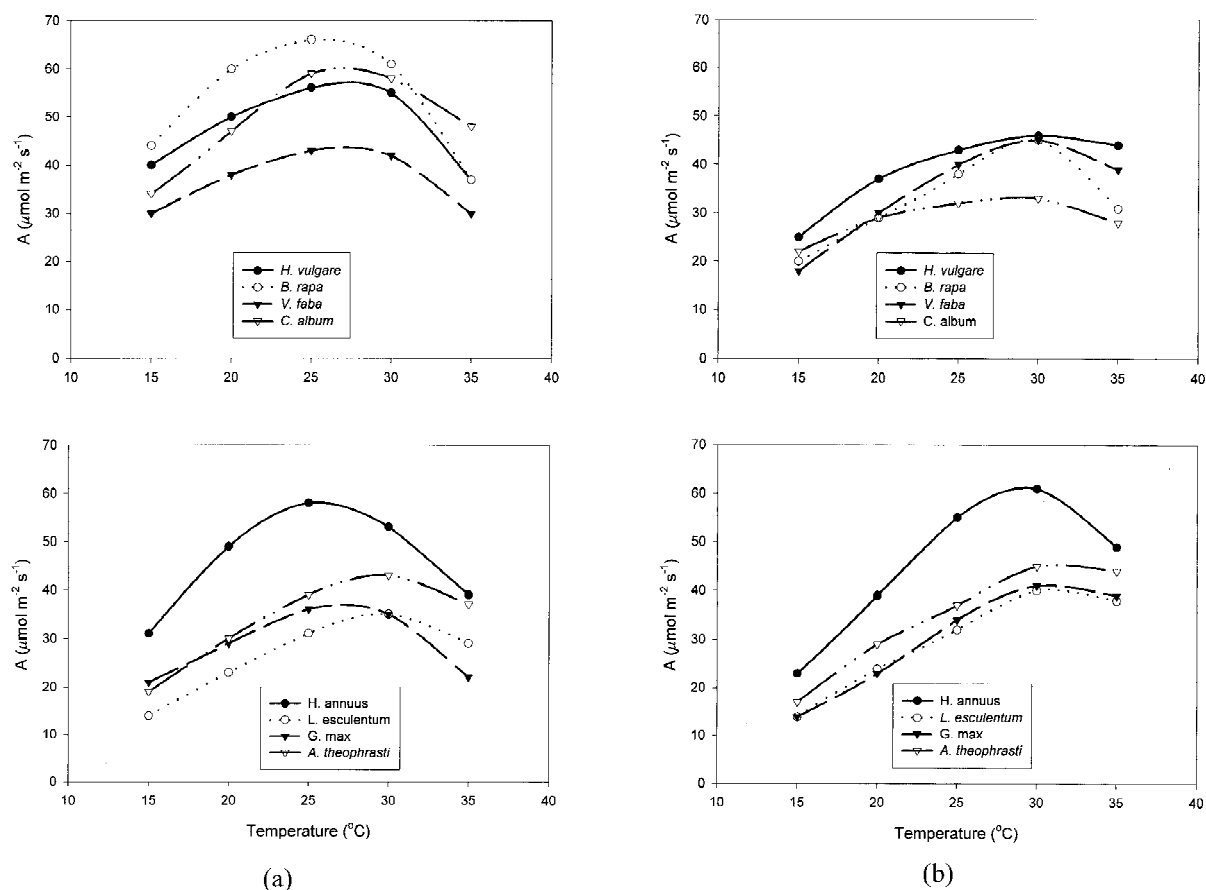 70
60
50
40
30
20
10
0
A (μmol m⁻² s⁻¹)
H. vulgare
B. rapa
V. faba
C. album
10 15 20 25 30 35 40
70
60
50
40
30
20
10
0
A (μmol m⁻² s⁻¹)
H. vulgare
B. rapa
V. faba
C. album
10 15 20 25 30 35 40
70
60
50
40
30
20
10
0
A (μmol m⁻² s⁻¹)
H. annuus
L. esculentum
G. max
A. theophrasti
10 15 20 25 30 35 40
Temperature (°C)
(a)
70
60
50
40
30
20
10
0
A (μmol m⁻² s⁻¹)
H. annuus
L. esculentum
G. max
A. theophrasti
10 15 20 25 30 35 40
Temperature (°C)
(b)